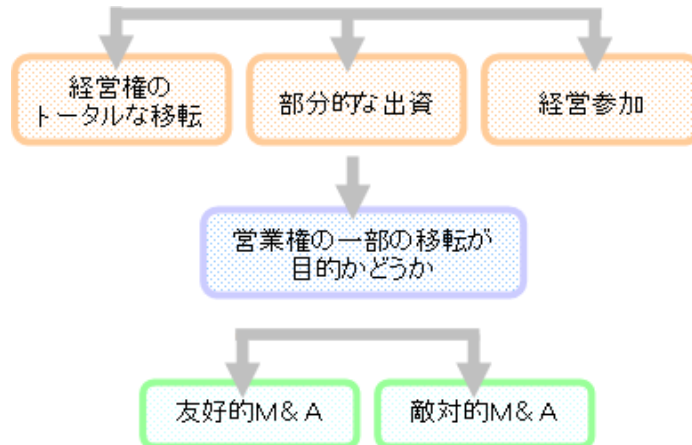 経営権の
トータルな移転
部分的な出資
経営参加
営業権の一部の移転が
目的かどうか
友好的M&A
敵対的M&A